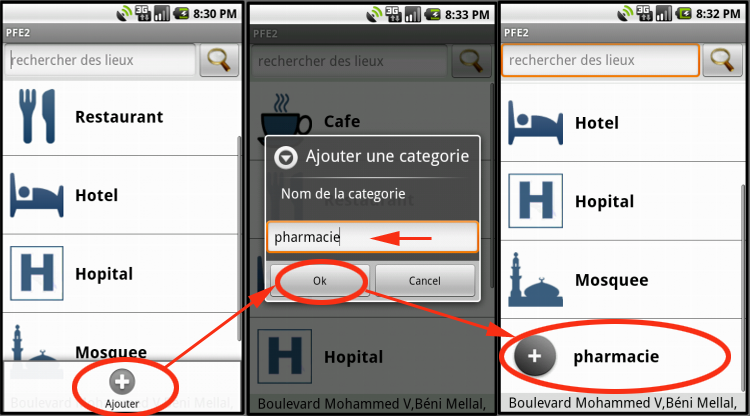 8:30 PM
PFE2
rechercher des lieux
Restaurant
Hotel
H
Hopital
Mosquee
Ajouter
Boulevard Mohammed V,Béni Mellal,
3G
8:33 PM
PFE2
rechercher des lieux
Cafe
Ajouter une categorie
Nom de la categorie
Restaurant
pharmacie
Ok
Cancel
H
Hopital
Boulevard Mohammed V,Béni Mellal,
3G
8:32 PM
PFE2
rechercher des lieux
Hotel
H
Hopital
Mosquee
pharmacie
Boulevard Mohammed V,Béni Mellal,